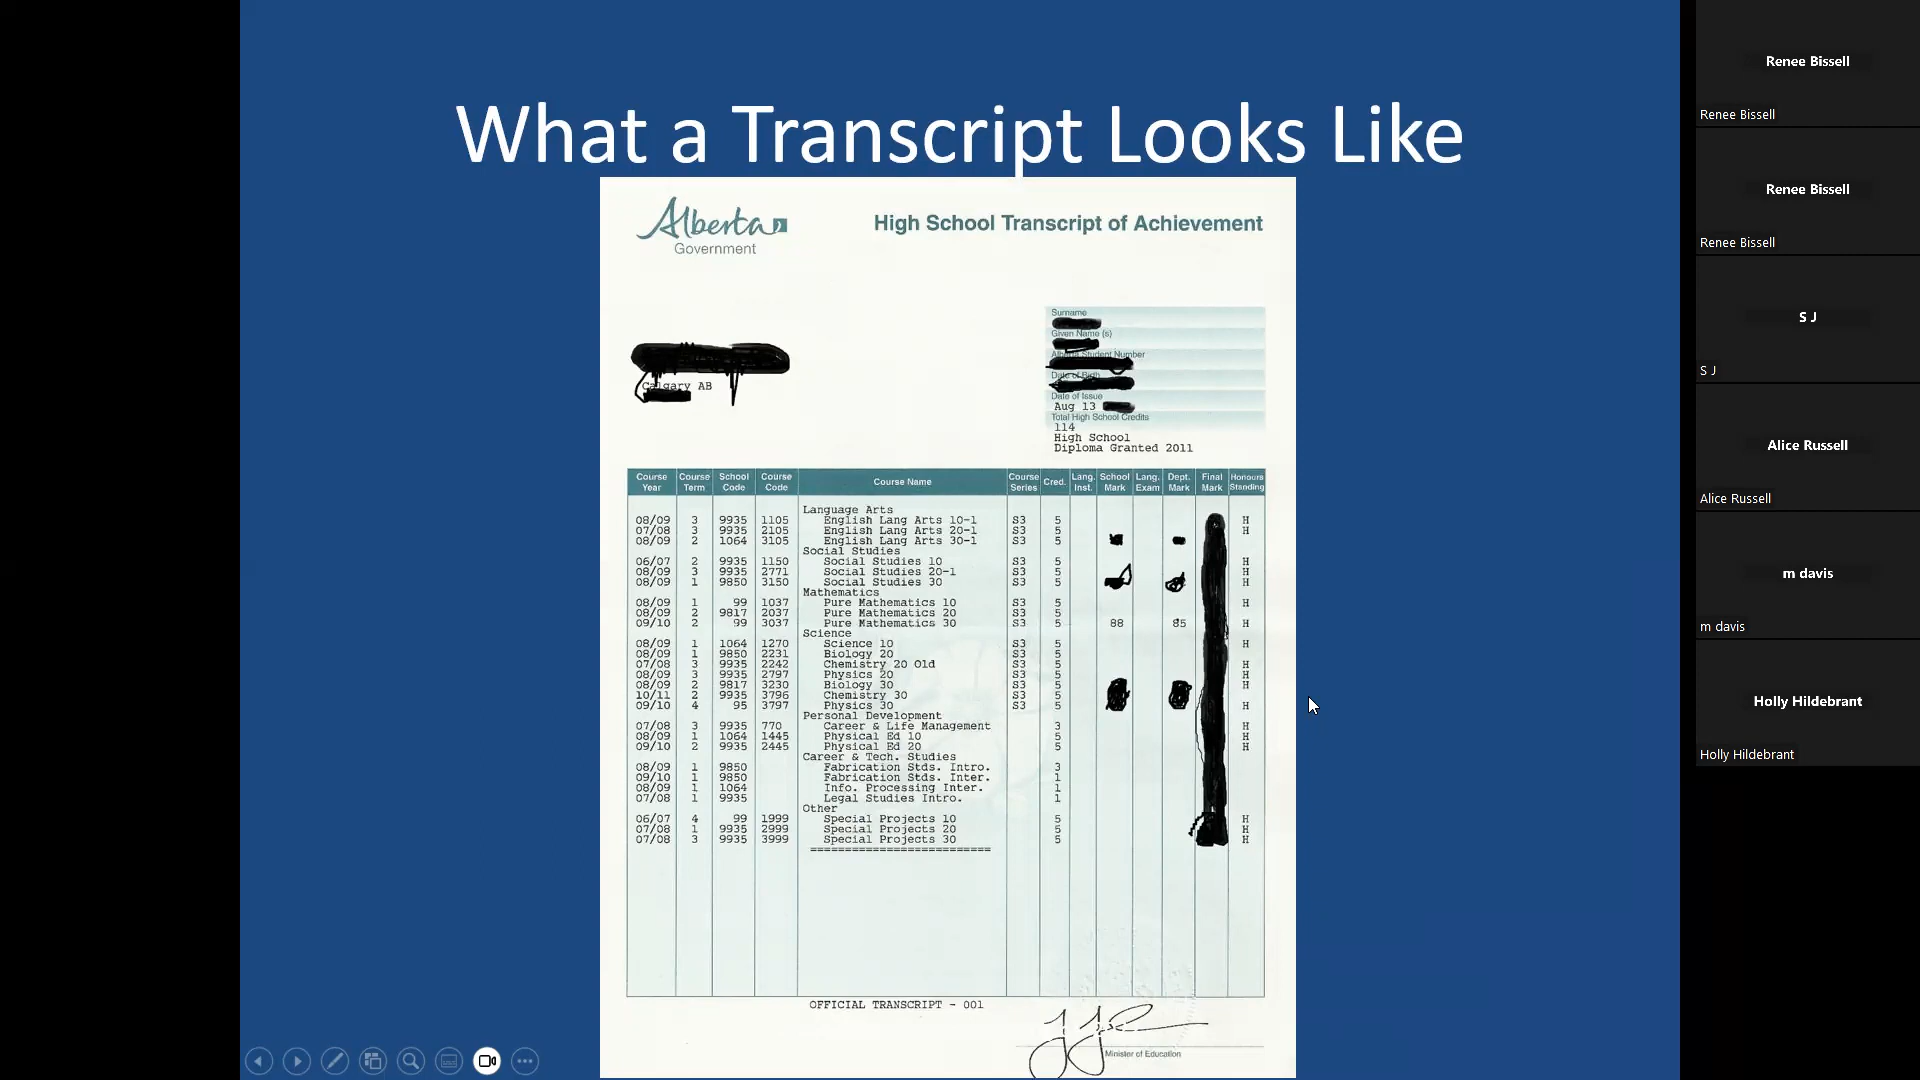 What a Transcript Looks Like
Alberta
Government
High School Transcript of Achievement
Calgary AB
Surname
Given Name (s)
Alberta Student Number
Date of Birth
Date of Issue
Aug 13
Total High School Credits
114
High School
Diploma Granted 2011
Course Year Course Term School Code Course Code Course Name Course Series Cred. Lang. Inst. School Mark Lang. Exam Dept. Mark Final Mark Honours Standing
Language Arts
08/09 3 9935 1105 English Lang Arts 10-1 S3 5 H
07/08 3 9935 2105 English Lang Arts 20-1 S3 5 H
08/09 2 1064 3105 English Lang Arts 30-1 S3 5
Social Studies
06/07 2 9935 1150 Social Studies 10 S3 5 H
08/09 3 9935 2771 Social Studies 20-1 S3 5 H
08/09 1 9850 3150 Social Studies 30 S3 5 H
Mathematics
08/09 1 99 1037 Pure Mathematics 10 S3 5 H
08/09 2 9817 2037 Pure Mathematics 20 S3 5
09/10 2 99 3037 Pure Mathematics 30 S3 5 88 85 H
Science
08/09 1 1064 1270 Science 10 S3 5 H
08/09 1 9850 2231 Biology 20 S3 5
07/08 3 9935 2242 Chemistry 20 Old S3 5 H
08/09 3 9935 2797 Physics 20 S3 5 H
08/09 2 9817 3230 Biology 30 S3 5 H
10/11 2 9935 3796 Chemistry 30 S3 5
09/10 4 95 3797 Physics 30 S3 5 H
Personal Development
07/08 3 9935 770 Career & Life Management 3 H
08/09 1 1064 1445 Physical Ed 10 5 H
09/10 2 9935 2445 Physical Ed 20 5 H
Career & Tech. Studies
08/09 1 9850 Fabrication Stds. Intro. 3
09/10 1 9850 Fabrication Stds. Inter. 1
08/09 1 1064 Info. Processing Inter. 1
07/08 1 9935 Legal Studies Intro. 1
Other
06/07 4 99 1999 Special Projects 10 5 H
07/08 1 9935 2999 Special Projects 20 5 H
07/08 3 9935 3999 Special Projects 30 5 H
==========================
OFFICIAL TRANSCRIPT - 001
Minister of Education
Renee Bissell
Renee Bissell
Renee Bissell
Renee Bissell
S J
S J
Alice Russell
Alice Russell
m davis
m davis
Holly Hildebrant
Holly Hildebrant